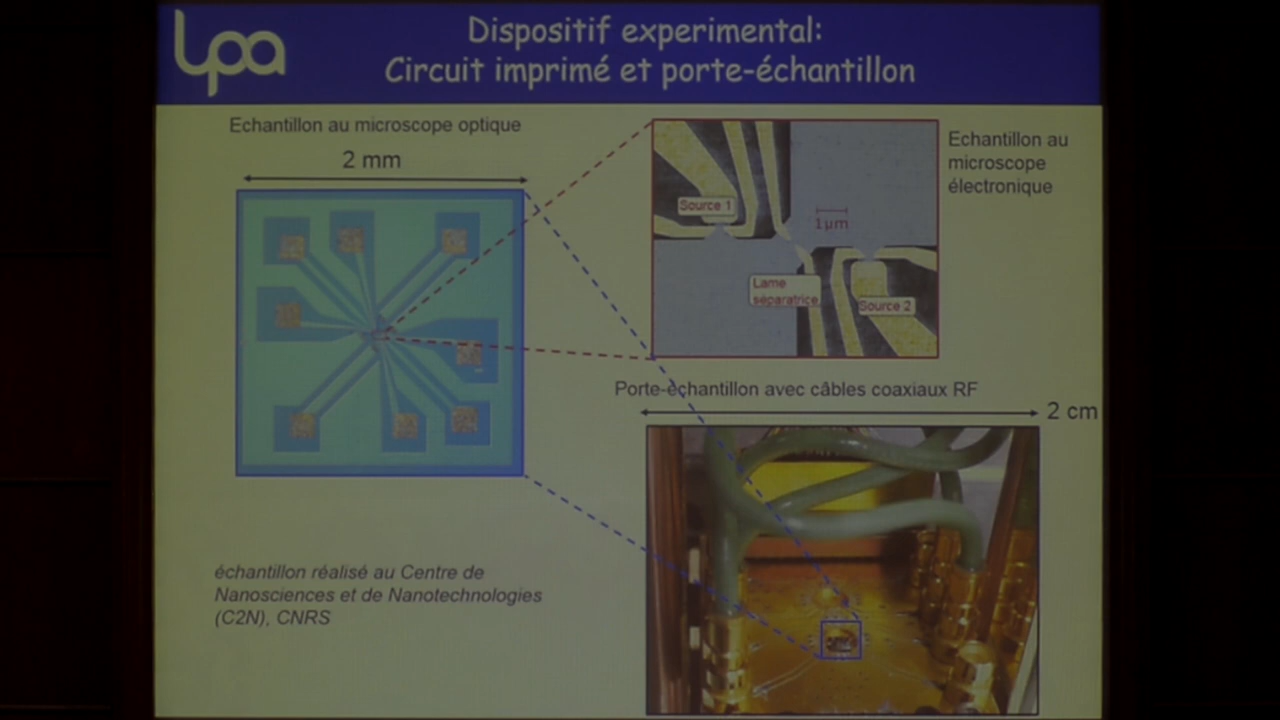 lpa
Dispositif experimental:
Circuit imprimé et porte-échantillon
Echantillon au microscope optique
2 mm
Source 1
1µm
Lame
séparatrice
Source 2
Echantillon au
microscope
électronique
Porte-échantillon avec câbles coaxiaux RF
2 cm
échantillon réalisé au Centre de
Nanosciences et de Nanotechnologies
(C2N), CNRS